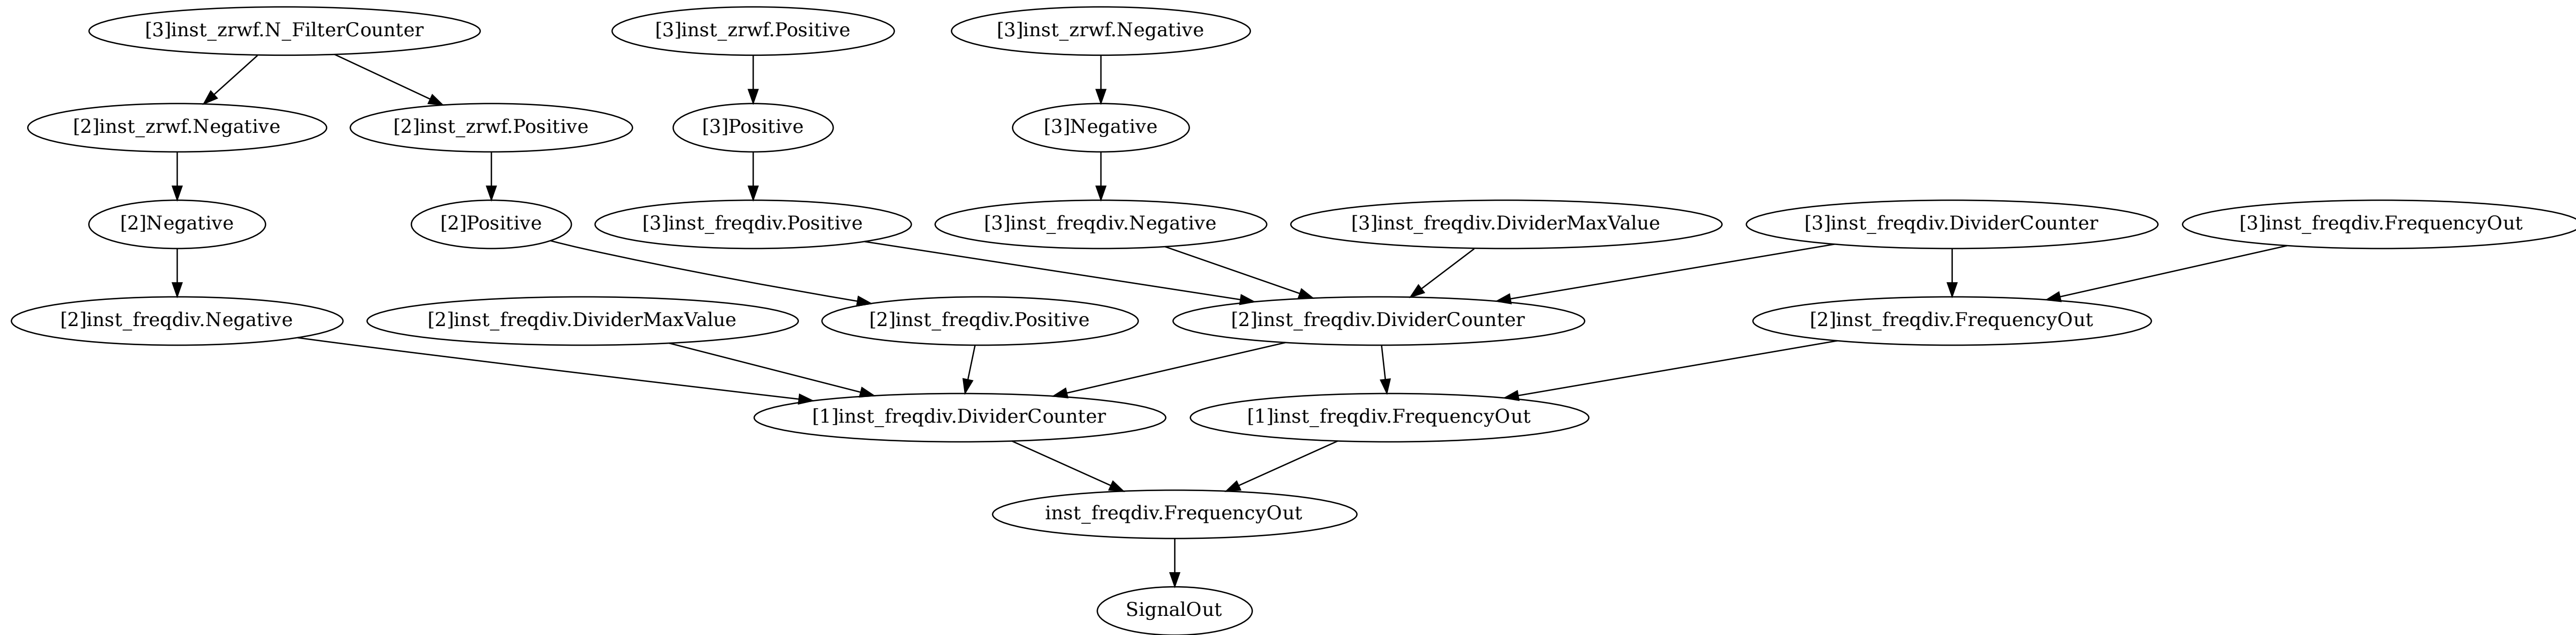 [3]inst_zrwf.N_FilterCounter
[3]inst_zrwf.Positive
[3]inst_zrwf.Negative
[2]inst_zrwf.Negative
[2]inst_zrwf.Positive
[3]Positive
[3]Negative
[2]Negative
[2]Positive
[3]inst_freqdiv.Positive
[3]inst_freqdiv.Negative
[3]inst_freqdiv.DividerMaxValue
[3]inst_freqdiv.DividerCounter
[3]inst_freqdiv.FrequencyOut
[2]inst_freqdiv.Negative
[2]inst_freqdiv.DividerMaxValue
[2]inst_freqdiv.Positive
[2]inst_freqdiv.DividerCounter
[2]inst_freqdiv.FrequencyOut
[1]inst_freqdiv.DividerCounter
[1]inst_freqdiv.FrequencyOut
inst_freqdiv.FrequencyOut
SignalOut